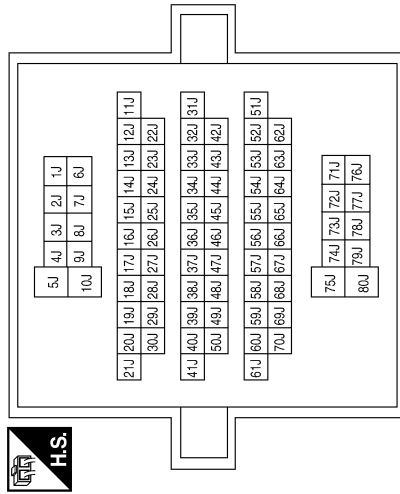 H.S.
5J 4J 3J 2J 1J
10J 9J 8J 7J 6J
21J 20J 19J 18J 17J 16J 15J 14J 13J 12J 11J
30J 29J 28J 27J 26J 25J 24J 23J 22J
41J 40J 39J 38J 37J 36J 35J 34J 33J 32J 31J
50J 49J 48J 47J 46J 45J 44J 43J 42J
61J 60J 59J 58J 57J 56J 55J 54J 53J 52J 51J
70J 69J 68J 67J 66J 65J 64J 63J 62J
75J 74J 73J 72J 71J
80J 79J 78J 77J 76J